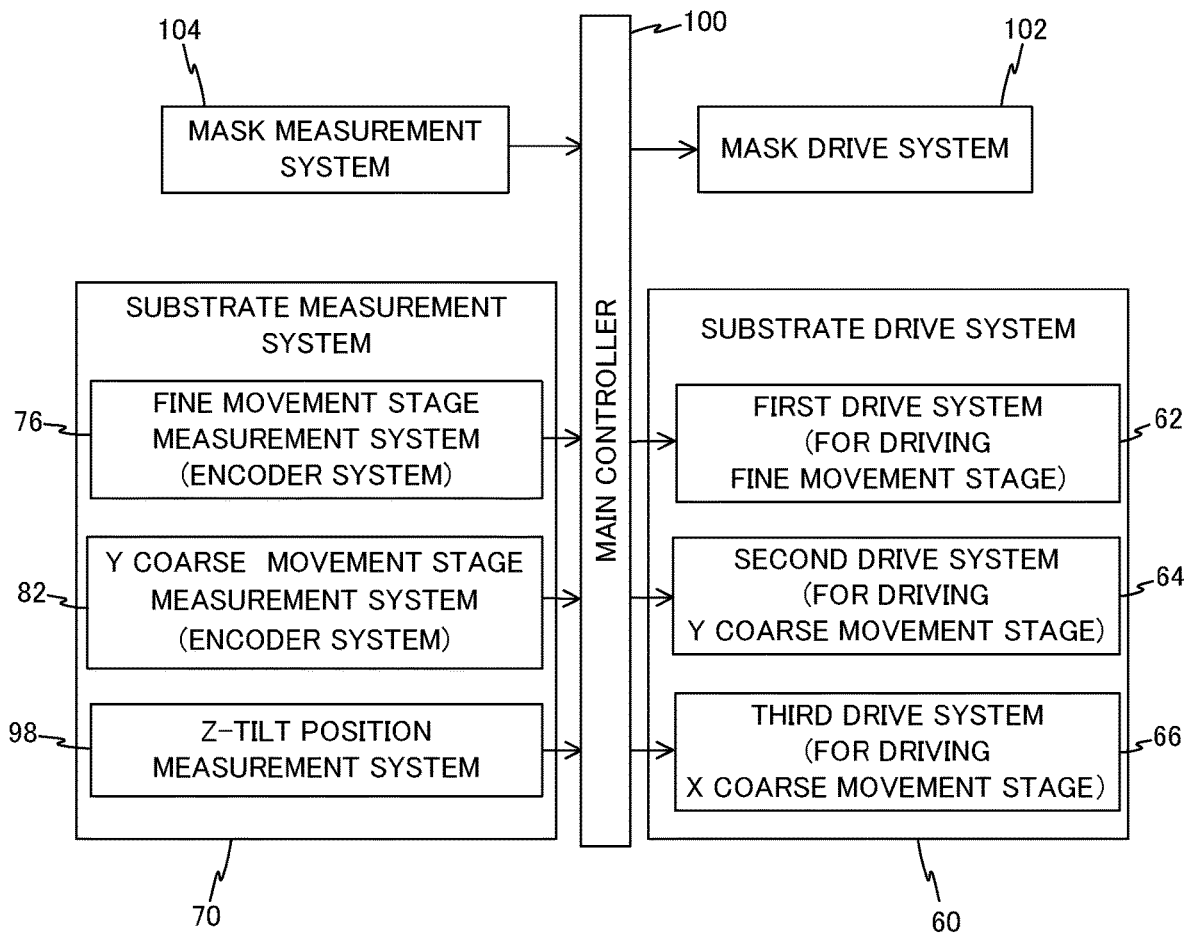 104
100
102
MASK MEASUREMENT
SYSTEM
MASK DRIVE SYSTEM
MAIN CONTROLLER
SUBSTRATE MEASUREMENT
SYSTEM
76
FINE MOVEMENT STAGE
MEASUREMENT SYSTEM
(ENCODER SYSTEM)
82
Y COARSE MOVEMENT STAGE
MEASUREMENT SYSTEM
(ENCODER SYSTEM)
98
Z-TILT POSITION
MEASUREMENT SYSTEM
70
SUBSTRATE DRIVE SYSTEM
FIRST DRIVE SYSTEM
(FOR DRIVING
FINE MOVEMENT STAGE)
62
SECOND DRIVE SYSTEM
(FOR DRIVING
Y COARSE MOVEMENT STAGE)
64
THIRD DRIVE SYSTEM
(FOR DRIVING
X COARSE MOVEMENT STAGE)
66
60